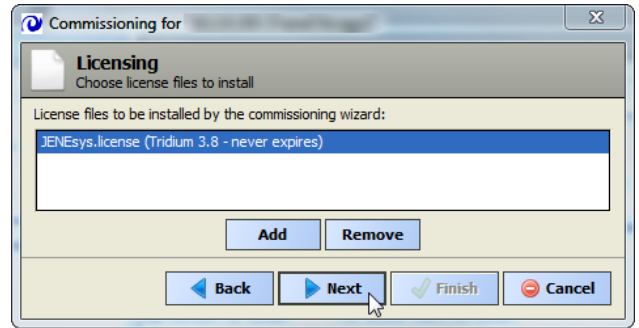 Commissioning for
Licensing
Choose license files to install
License files to be installed by the commissioning wizard:
JENEsys.license (Tridium 3.8 - never expires)
Add Remove
Back Next Finish Cancel